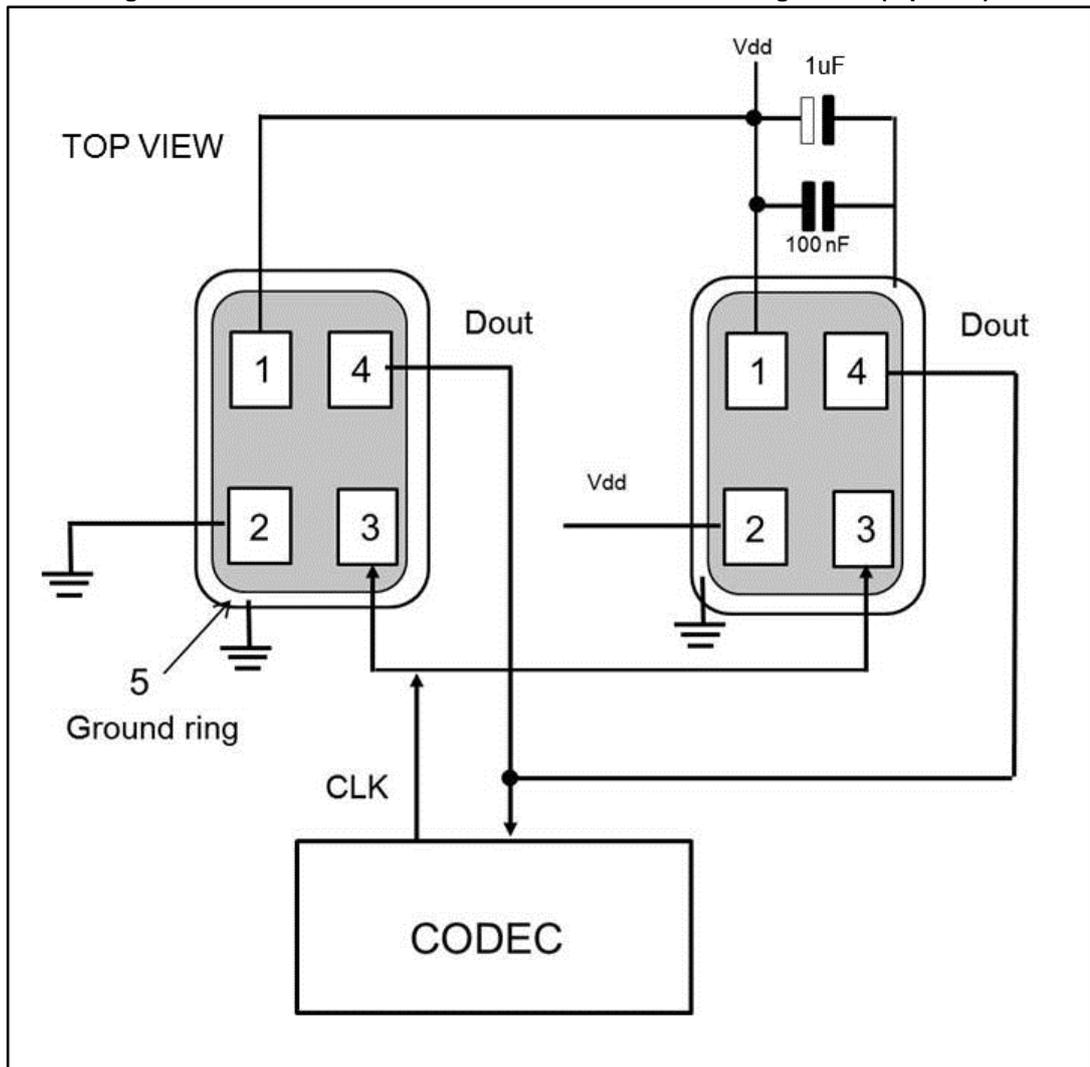 Vdd
1uF
TOP VIEW
100 nF
Dout
Dout
1
4
1
4
Vdd
2
3
2
3
5
Ground ring
CLK
CODEC